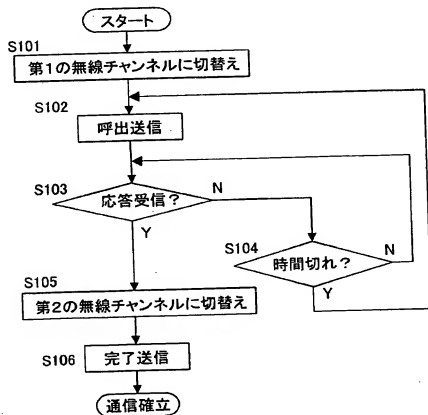 スタート
S101
第1の無線チャンネルに切替え
S102
呼出送信
S103
応答受信？
N
Y
S104
時間切れ？
N
Y
S105
第2の無線チャンネルに切替え
S106
完了送信
通信確立